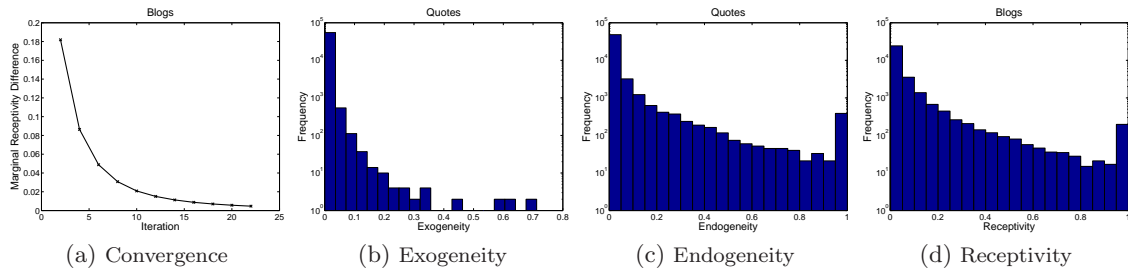 Blogs
0.2
0.18
0.16
0.14
0.12
0.1
0.08
0.06
0.04
0.02
0
0 5 10 15 20 25
Marginal Receptivity Difference
Iteration
(a) Convergence
Quotes
10^5
10^4
10^3
10^2
10^1
10^0
0 0.1 0.2 0.3 0.4 0.5 0.6 0.7 0.8
Frequency
Exogeneity
(b) Exogeneity
Quotes
10^5
10^4
10^3
10^2
10^1
10^0
0 0.2 0.4 0.6 0.8 1
Frequency
Endogeneity
(c) Endogeneity
Blogs
10^5
10^4
10^3
10^2
10^1
10^0
0 0.2 0.4 0.6 0.8 1
Frequency
Receptivity
(d) Receptivity